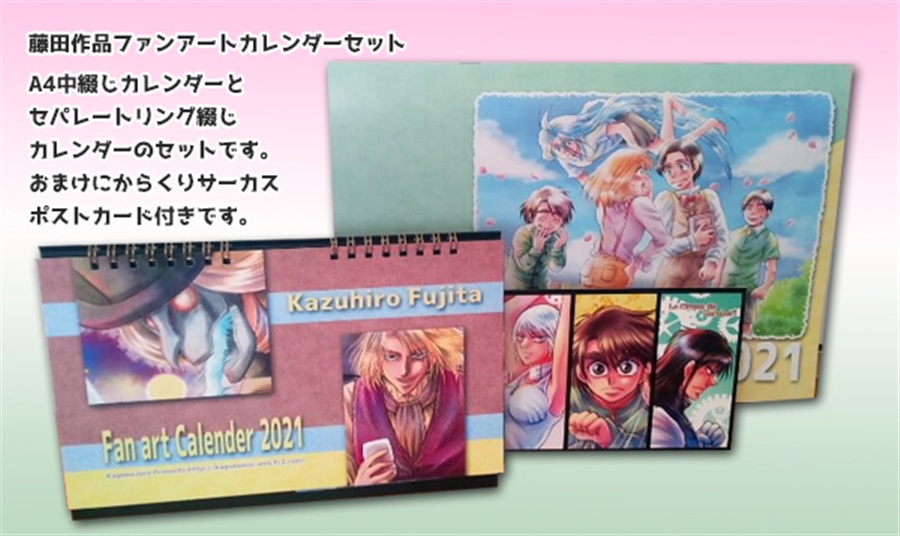 藤田作品ファンアートカレンダーセット
A4中綴じカレンダーと
セパレートリング綴じ
カレンダーのセットです。
おまけにからくりサーカス
ポストカード付きです。
Kazuhiro Fujita
Fan art Calender 2021
2021